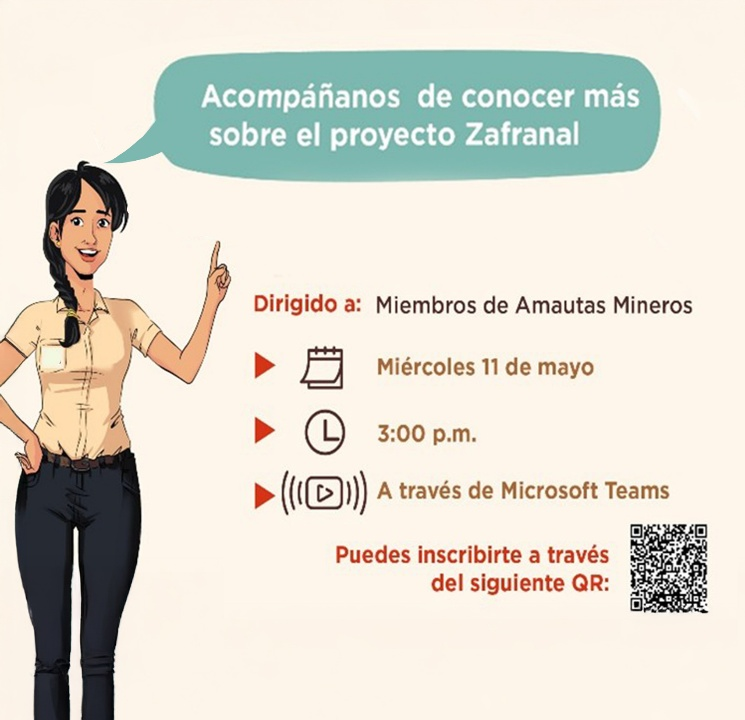 Acompáñanos de conocer más
sobre el proyecto Zafranal
Dirigido a: Miembros de Amautas Mineros
Miércoles 11 de mayo
3:00 p.m.
A través de Microsoft Teams
Puedes inscribirte a través
del siguiente QR: